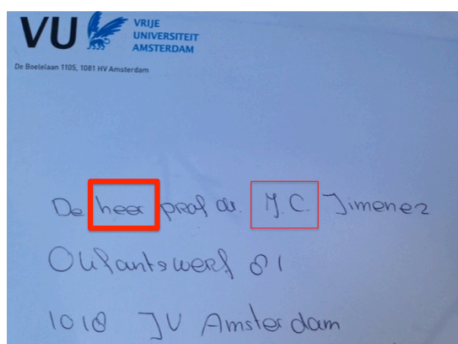 VU
VRIJE
UNIVERSITEIT
AMSTERDAM
De Boelelaan 1105, 1081 HV Amsterdam
De heer prof dr. J.C. Jimenez
Olifantswerf 81
1018 JV Amsterdam